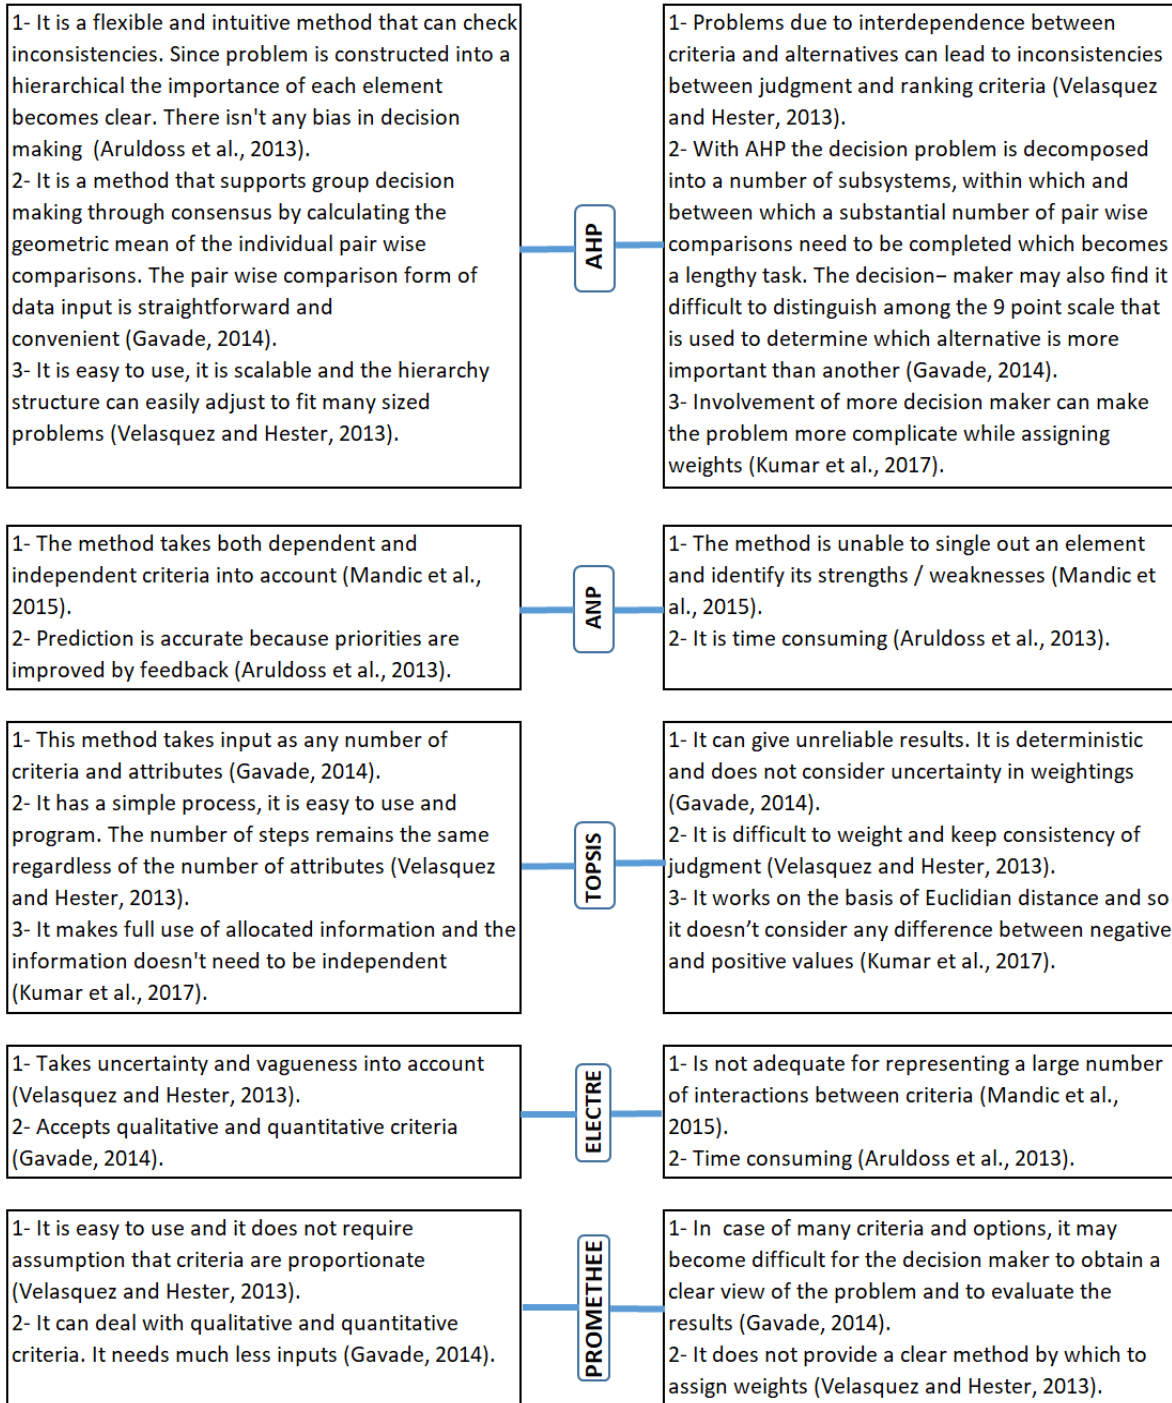 1- It is a flexible and intuitive method that can check
inconsistencies. Since problem is constructed into a
hierarchical the importance of each element
becomes clear. There isn't any bias in decision
making  (Aruldoss et al., 2013).
2- It is a method that supports group decision
making through consensus by calculating the
geometric mean of the individual pair wise
comparisons. The pair wise comparison form of
data input is straightforward and
convenient (Gavade, 2014).
3- It is easy to use, it is scalable and the hierarchy
structure can easily adjust to fit many sized
problems (Velasquez and Hester, 2013).
AHP
1- Problems due to interdependence between
criteria and alternatives can lead to inconsistencies
between judgment and ranking criteria (Velasquez
and Hester, 2013).
2- With AHP the decision problem is decomposed
into a number of subsystems, within which and
between which a substantial number of pair wise
comparisons need to be completed which becomes
a lengthy task. The decision– maker may also find it
difficult to distinguish among the 9 point scale that
is used to determine which alternative is more
important than another (Gavade, 2014).
3- Involvement of more decision maker can make
the problem more complicate while assigning
weights (Kumar et al., 2017).
1- The method takes both dependent and
independent criteria into account (Mandic et al.,
2015).
2- Prediction is accurate because priorities are
improved by feedback (Aruldoss et al., 2013).
ANP
1- The method is unable to single out an element
and identify its strengths / weaknesses (Mandic et
al., 2015).
2- It is time consuming (Aruldoss et al., 2013).
1- This method takes input as any number of
criteria and attributes (Gavade, 2014).
2- It has a simple process, it is easy to use and
program. The number of steps remains the same
regardless of the number of attributes (Velasquez
and Hester, 2013).
3- It makes full use of allocated information and the
information doesn't need to be independent
(Kumar et al., 2017).
TOPSIS
1- It can give unreliable results. It is deterministic
and does not consider uncertainty in weightings
(Gavade, 2014).
2- It is difficult to weight and keep consistency of
judgment (Velasquez and Hester, 2013).
3- It works on the basis of Euclidian distance and so
it doesn’t consider any difference between negative
and positive values (Kumar et al., 2017).
1- Takes uncertainty and vagueness into account
(Velasquez and Hester, 2013).
2- Accepts qualitative and quantitative criteria
(Gavade, 2014).
ELECTRE
1- Is not adequate for representing a large number
of interactions between criteria (Mandic et al.,
2015).
2- Time consuming (Aruldoss et al., 2013).
1- It is easy to use and it does not require
assumption that criteria are proportionate
(Velasquez and Hester, 2013).
2- It can deal with qualitative and quantitative
criteria. It needs much less inputs (Gavade, 2014).
PROMETHEE
1- In  case of many criteria and options, it may
become difficult for the decision maker to obtain a
clear view of the problem and to evaluate the
results (Gavade, 2014).
2- It does not provide a clear method by which to
assign weights (Velasquez and Hester, 2013).